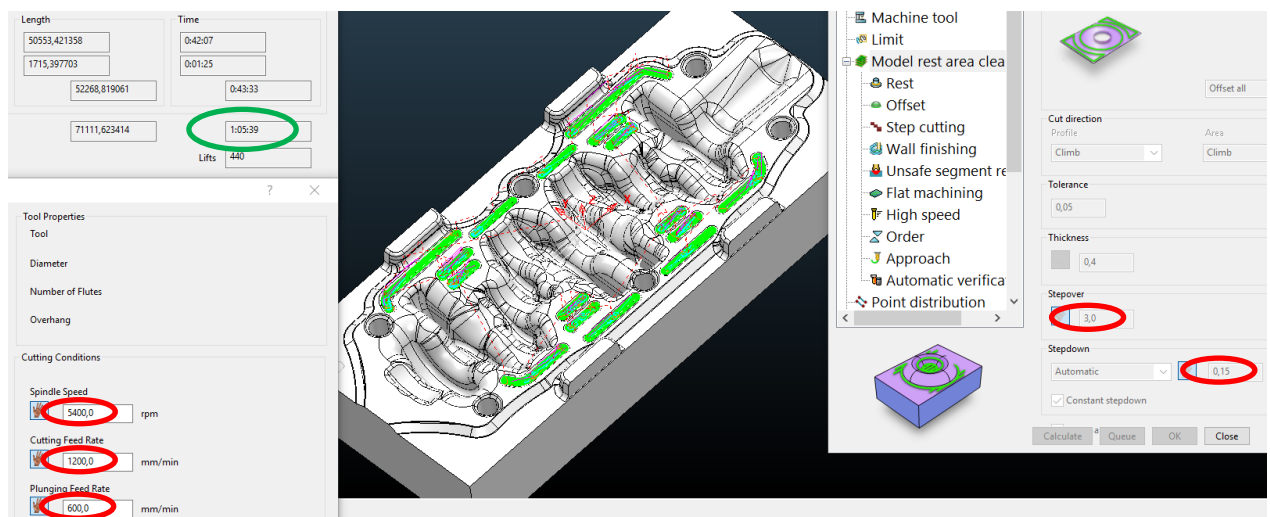 Length
Time
50553,421358
0:42:07
1715,397703
0:01:25
52268,819061
0:43:33
71111,623414
1:05:39
Lifts
440
?
Tool Properties
Tool
Diameter
Number of Flutes
Overhang
Cutting Conditions
Spindle Speed
5400,0 rpm
Cutting Feed Rate
1200,0 mm/min
Plunging Feed Rate
600,0 mm/min
Machine tool
Limit
Model rest area clea
Rest
Offset
Step cutting
Wall finishing
Unsafe segment re
Flat machining
High speed
Order
Approach
Automatic verifica
Point distribution
Offset all
Cut direction
Profile
Area
Climb
Climb
Tolerance
0,05
Thickness
0,4
Stepover
3,0
Stepdown
Automatic
0,15
Constant stepdown
Calculate
Queue
OK
Close